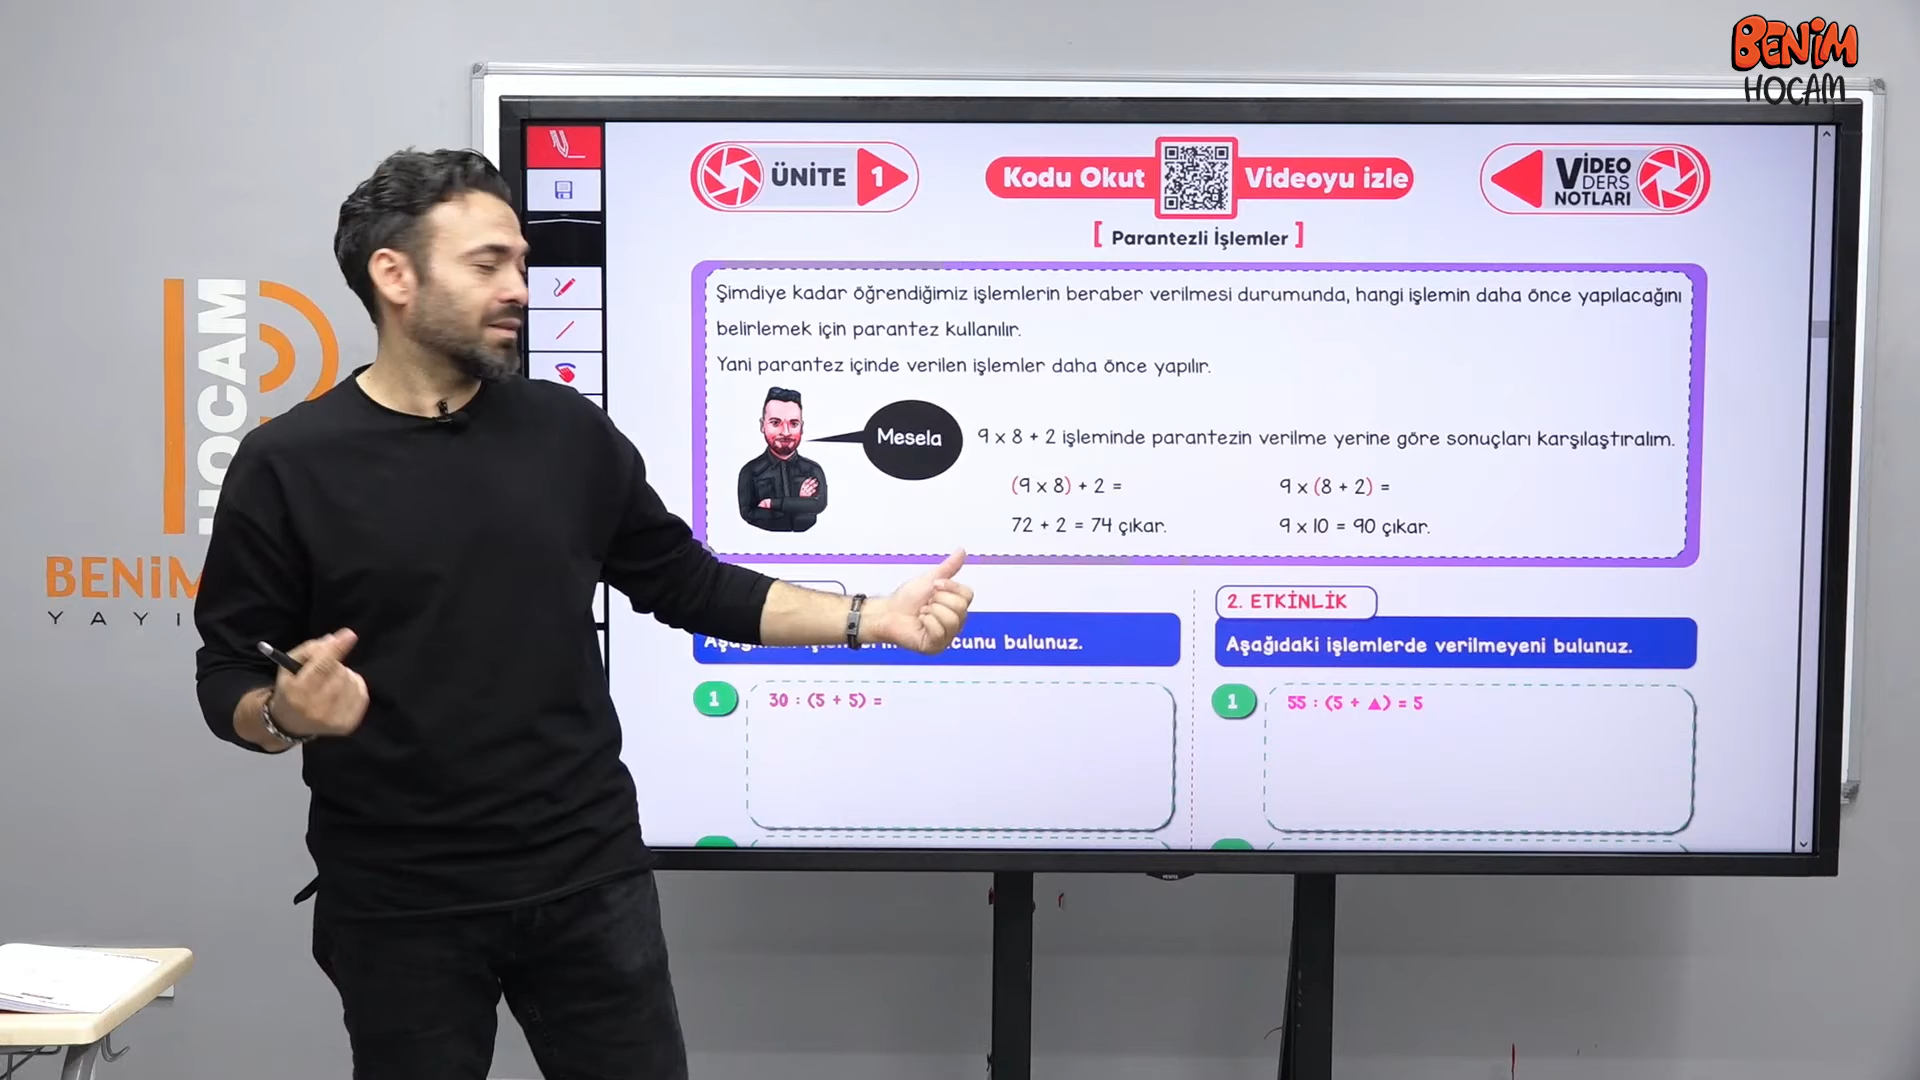 BENiM
HOCAM
ÜNİTE 1
Kodu Okut
Videoyu izle
VİDEO
DERS
NOTLARI
[ Parantezli İşlemler ]
Şimdiye kadar öğrendiğimiz işlemlerin beraber verilmesi durumunda, hangi işlemin daha önce yapılacağını
belirlemek için parantez kullanılır.
Yani parantez içinde verilen işlemler daha önce yapılır.
Mesela
9 x 8 + 2 işleminde parantezin verilme yerine göre sonuçları karşılaştıralım.
(9 x 8) + 2 =
72 + 2 = 74 çıkar.
9 x (8 + 2) =
9 x 10 = 90 çıkar.
bulunuz.
1
30 : (5 + 5) =
2. ETKİNLİK
Aşağıdaki işlemlerde verilmeyeni bulunuz.
1
55 : (5 + ▲) = 5
HOCAM
BENİM
YAYI